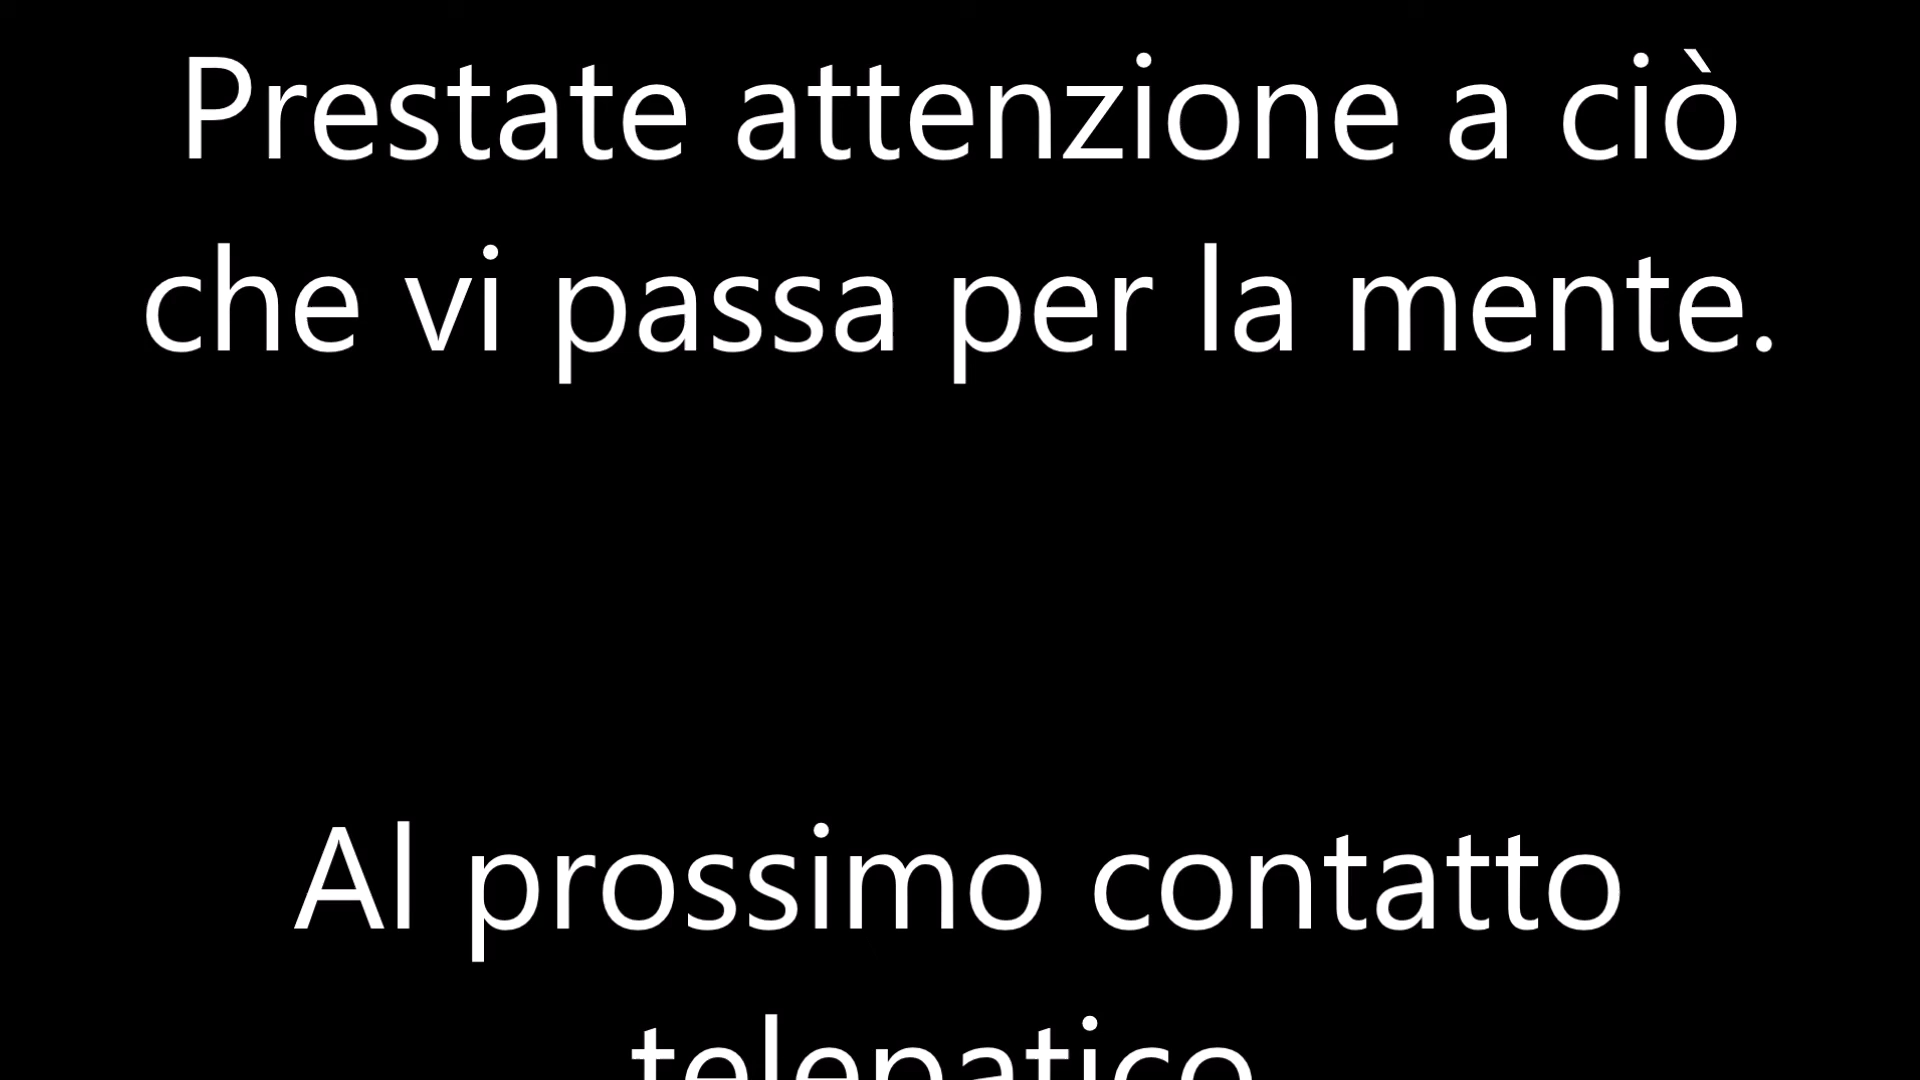 Prestate attenzione a ciò
che vi passa per la mente.
Al prossimo contatto
telepatico